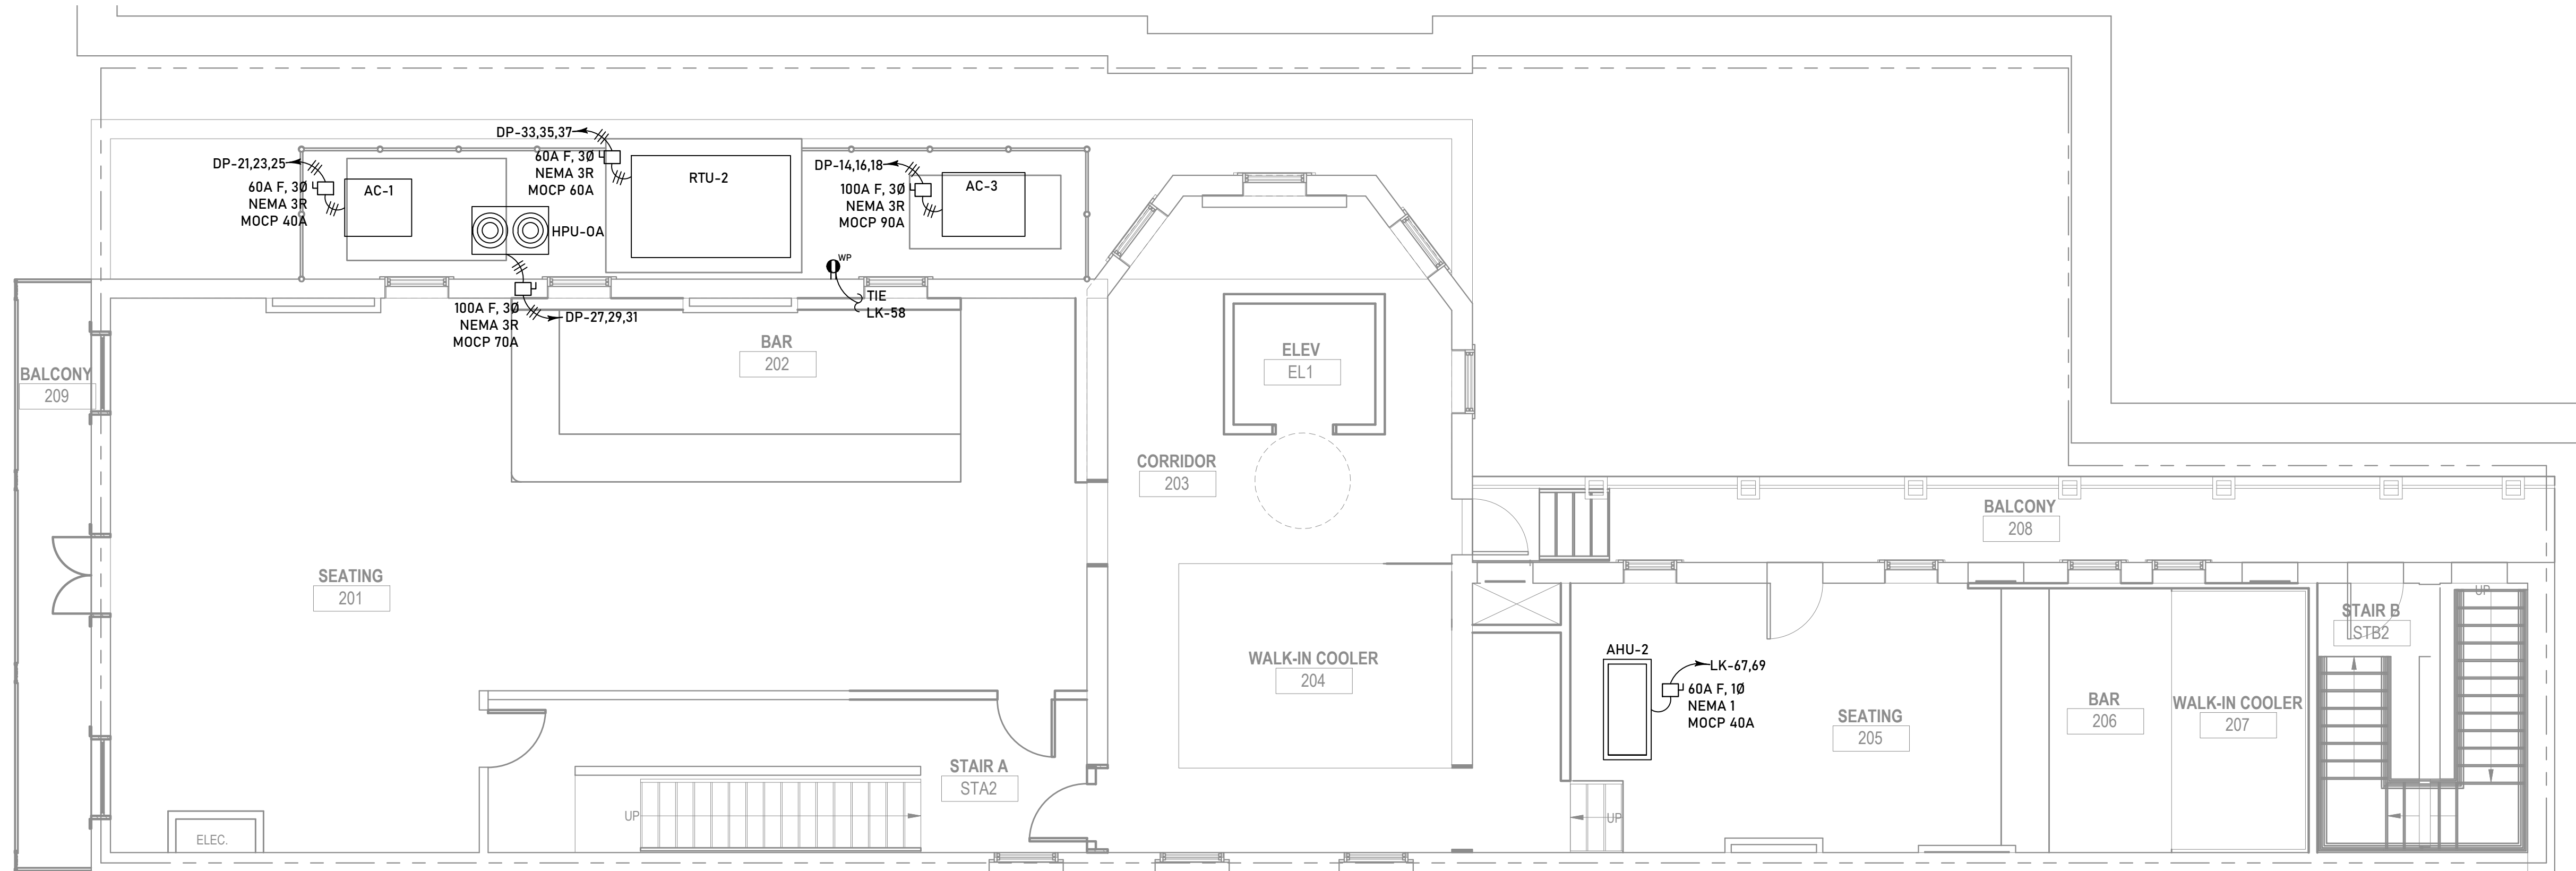 DP-33,35,37
60A F, 3Ø
NEMA 3R
MOCP 60A
RTU-2
DP-21,23,25
60A F, 3Ø
NEMA 3R
MOCP 40A
AC-1
HPU-0A
DP-14,16,18
100A F, 3Ø
NEMA 3R
MOCP 90A
AC-3
WP
TIE
LK-58
100A F, 3Ø
NEMA 3R
MOCP 70A
DP-27,29,31
BAR
202
ELEV
EL1
BALCONY
209
CORRIDOR
203
BALCONY
208
SEATING
201
WALK-IN COOLER
204
AHU-2
LK-67,69
60A F, 1Ø
NEMA 1
MOCP 40A
SEATING
205
BAR
206
WALK-IN COOLER
207
STAIR B
STB2
UP
STAIR A
STA2
UP
UP
ELEC.